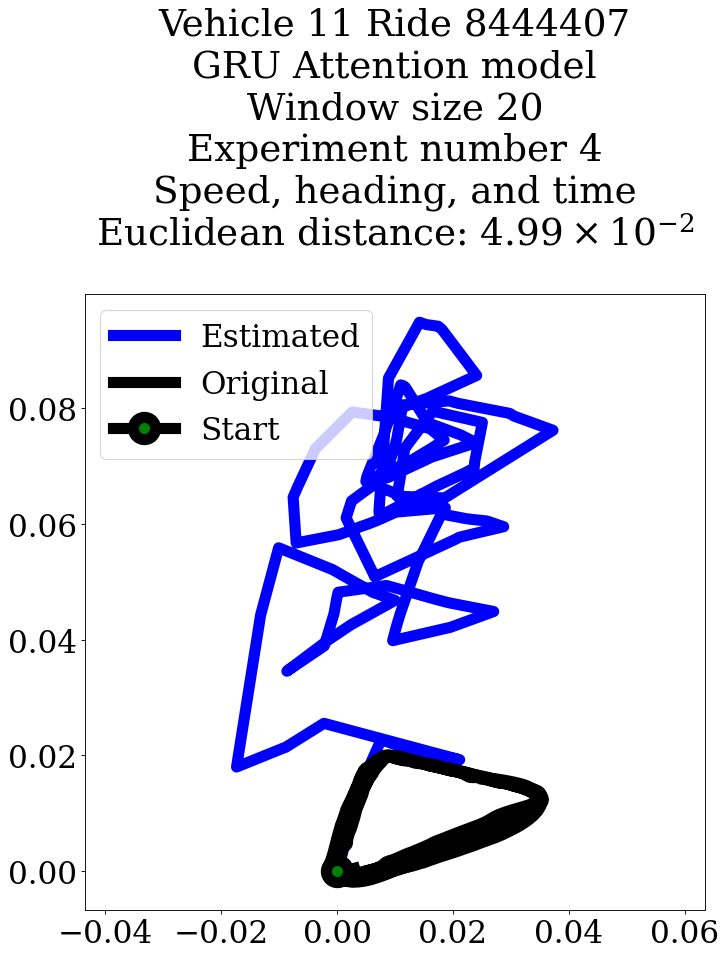 Vehicle 11 Ride 8444407
GRU Attention model
Window size 20
Experiment number 4
Speed, heading, and time
Euclidean distance: 4.99 × 10⁻²
Estimated
Original
Start
0.08
0.06
0.04
0.02
0.00
−0.04 −0.02 0.00 0.02 0.04 0.06